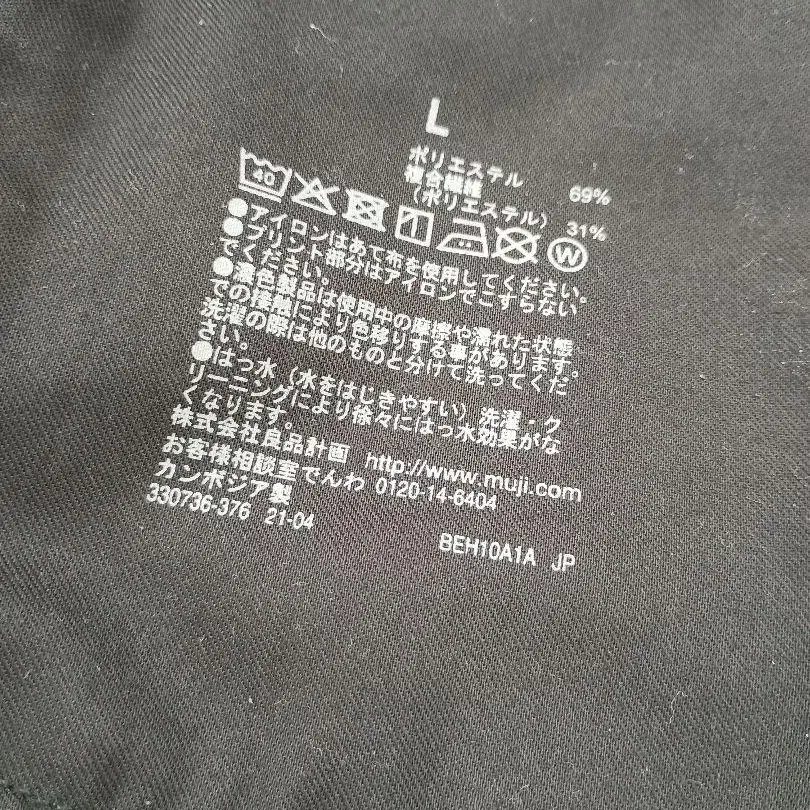 L
ポリエステル 69%
複合繊維
(ポリエステル) 31%
40
W
●アイロンはあて布を使用してください。
●プリント部分はアイロンでこすらない
でください。
●濃色製品は使用中の摩擦や濡れた状態
での接触により色移りする事があります。
洗濯の際は他のものと分けて洗ってくだ
さい。
●はっ水(水をはじきやすい)洗濯・ク
リーニングにより徐々にはっ水効果がな
くなります。
株式会社良品計画 http://www.muji.com
お客様相談室でんわ 0120-14-6404
カンボジア製
330736-376 21-04
BEH10A1A JP